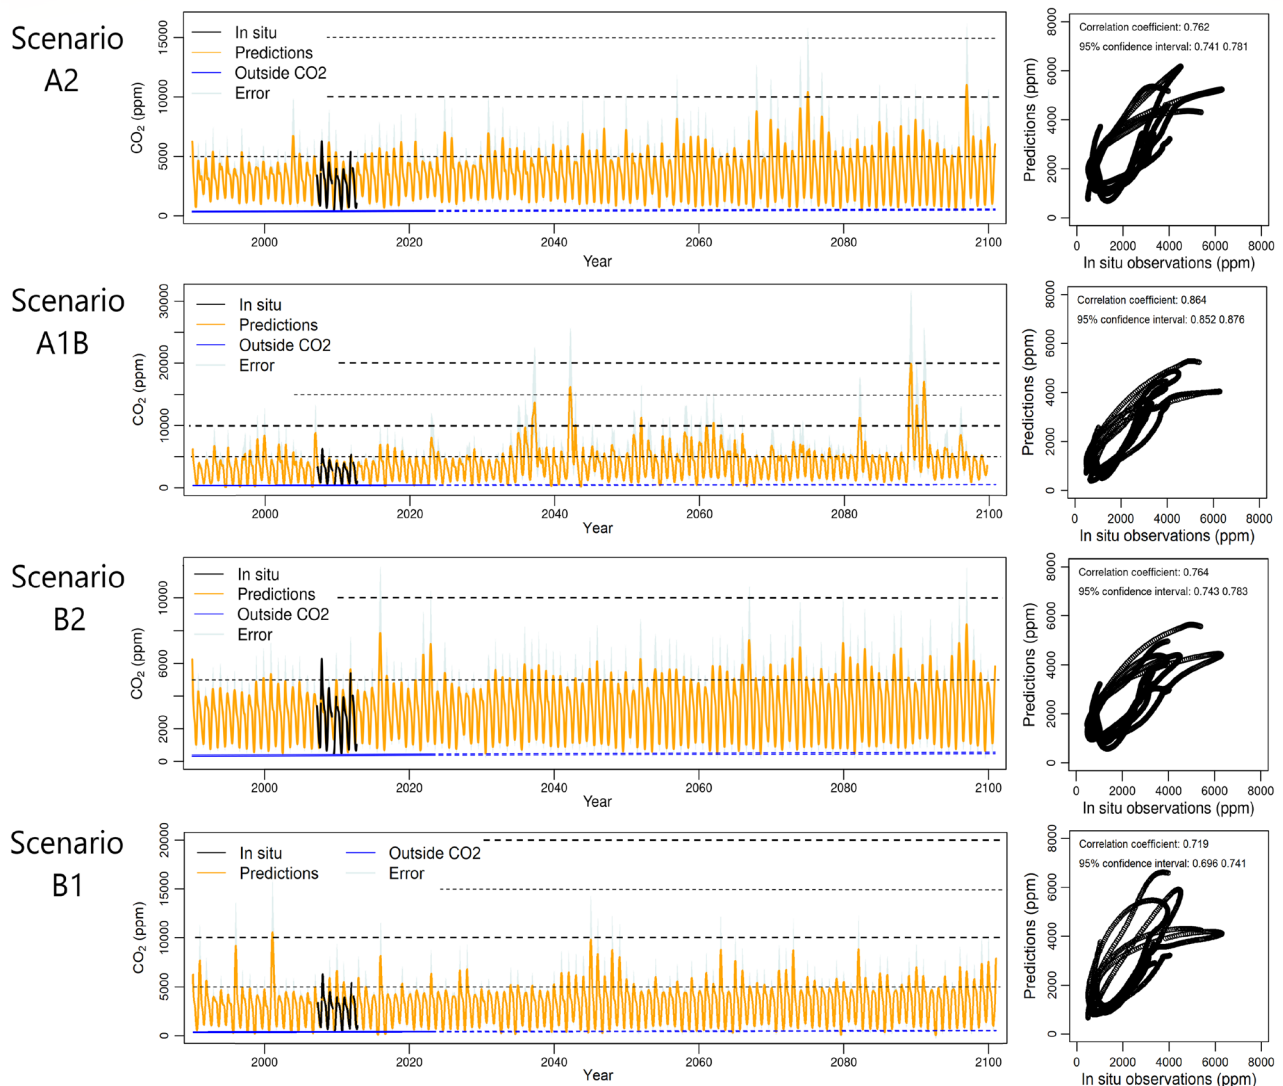 Scenario
A2
In situ
Predictions
Outside CO2
Error
CO2 (ppm)
0
5000
10000
15000
2000
2020
2040
2060
2080
2100
Year
Correlation coefficient: 0.762
95% confidence interval: 0.741 0.781
Predictions (ppm)
0
2000
4000
6000
8000
0
2000
4000
6000
8000
In situ observations (ppm)
Scenario
A1B
In situ
Predictions
Outside CO2
Error
CO2 (ppm)
0
10000
20000
30000
2000
2020
2040
2060
2080
2100
Year
Correlation coefficient: 0.864
95% confidence interval: 0.852 0.876
Predictions (ppm)
0
2000
4000
6000
8000
0
2000
4000
6000
8000
In situ observations (ppm)
Scenario
B2
In situ
Predictions
Outside CO2
Error
CO2 (ppm)
0
2000
6000
10000
2000
2020
2040
2060
2080
2100
Year
Correlation coefficient: 0.764
95% confidence interval: 0.743 0.783
Predictions (ppm)
0
2000
4000
6000
8000
0
2000
4000
6000
8000
In situ observations (ppm)
Scenario
B1
In situ
Predictions
Outside CO2
Error
CO2 (ppm)
0
5000
10000
15000
20000
2000
2020
2040
2060
2080
2100
Year
Correlation coefficient: 0.719
95% confidence interval: 0.696 0.741
Predictions (ppm)
0
2000
4000
6000
8000
0
2000
4000
6000
8000
In situ observations (ppm)